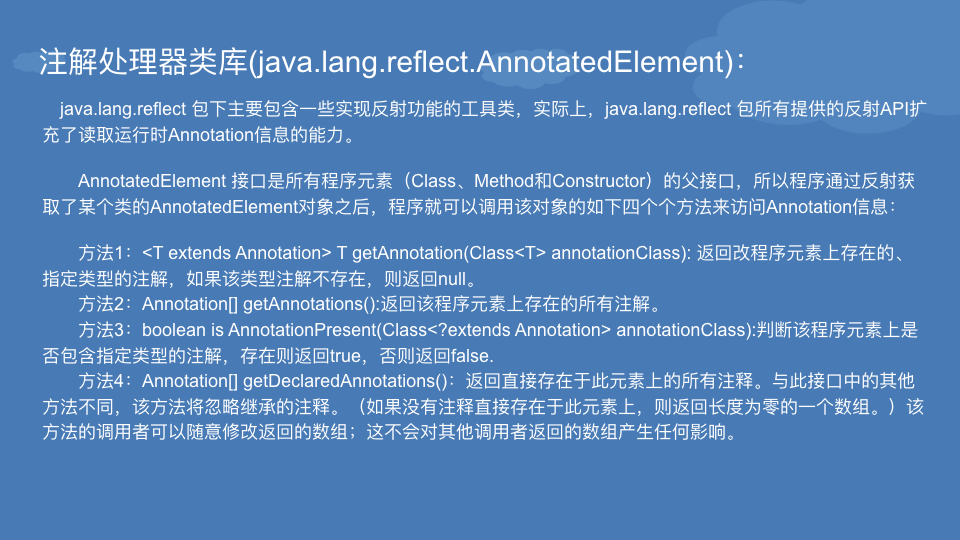 注解处理器类库(java.lang.reflect.AnnotatedElement)：
java.lang.reflect 包下主要包含一些实现反射功能的工具类，实际上，java.lang.reflect 包所有提供的反射API扩
充了读取运行时Annotation信息的能力。
AnnotatedElement 接口是所有程序元素（Class、Method和Constructor）的父接口，所以程序通过反射获
取了某个类的AnnotatedElement对象之后，程序就可以调用该对象的如下四个个方法来访问Annotation信息：
方法1：<T extends Annotation> T getAnnotation(Class<T> annotationClass): 返回改程序元素上存在的、
指定类型的注解，如果该类型注解不存在，则返回null。
方法2：Annotation[] getAnnotations():返回该程序元素上存在的所有注解。
方法3：boolean is AnnotationPresent(Class<?extends Annotation> annotationClass):判断该程序元素上是
否包含指定类型的注解，存在则返回true，否则返回false.
方法4：Annotation[] getDeclaredAnnotations()：返回直接存在于此元素上的所有注释。与此接口中的其他
方法不同，该方法将忽略继承的注释。（如果没有注释直接存在于此元素上，则返回长度为零的一个数组。）该
方法的调用者可以随意修改返回的数组；这不会对其他调用者返回的数组产生任何影响。